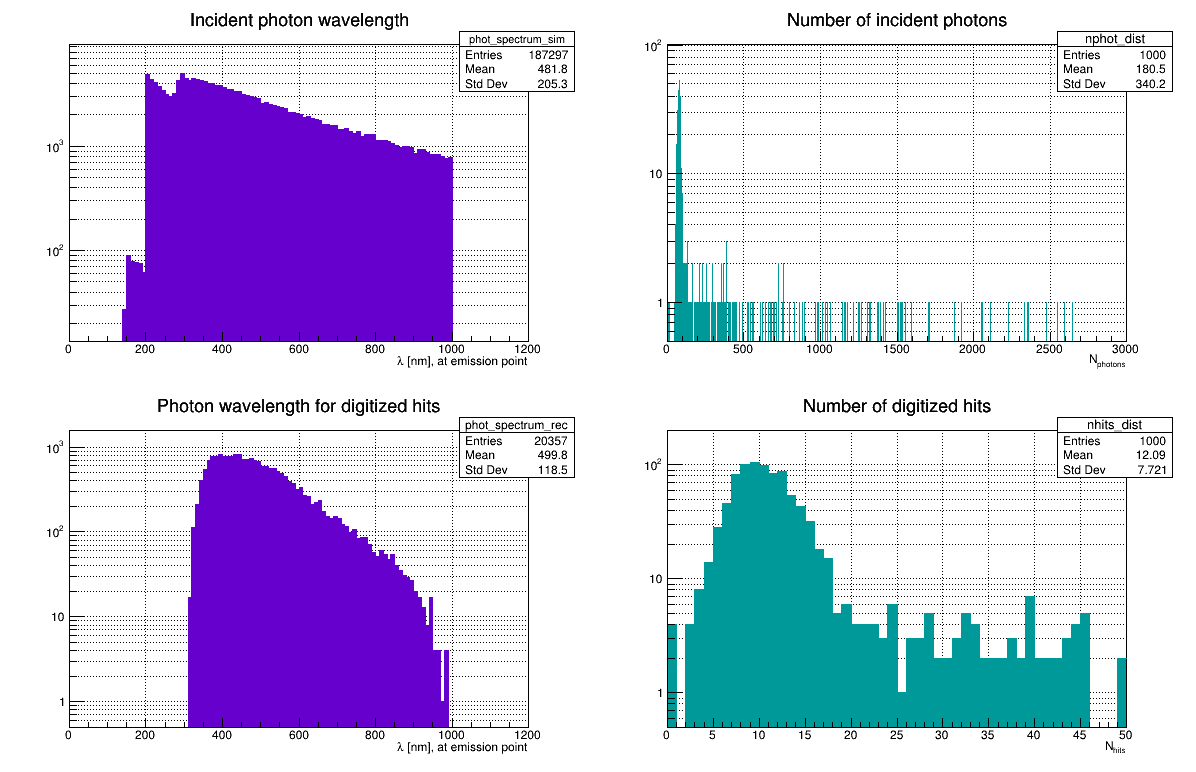 Incident photon wavelength
phot_spectrum_sim
Entries 187297
Mean 481.8
Std Dev 205.3
10³
10²
0 200 400 600 800 1000 1200
λ [nm], at emission point
Number of incident photons
nphot_dist
Entries 1000
Mean 180.5
Std Dev 340.2
10²
10
1
0 500 1000 1500 2000 2500 3000
Nphotons
Photon wavelength for digitized hits
phot_spectrum_rec
Entries 20357
Mean 499.8
Std Dev 118.5
10³
10²
10
1
0 200 400 600 800 1000 1200
λ [nm], at emission point
Number of digitized hits
nhits_dist
Entries 1000
Mean 12.09
Std Dev 7.721
10²
10
1
0 5 10 15 20 25 30 35 40 45 50
Nhits